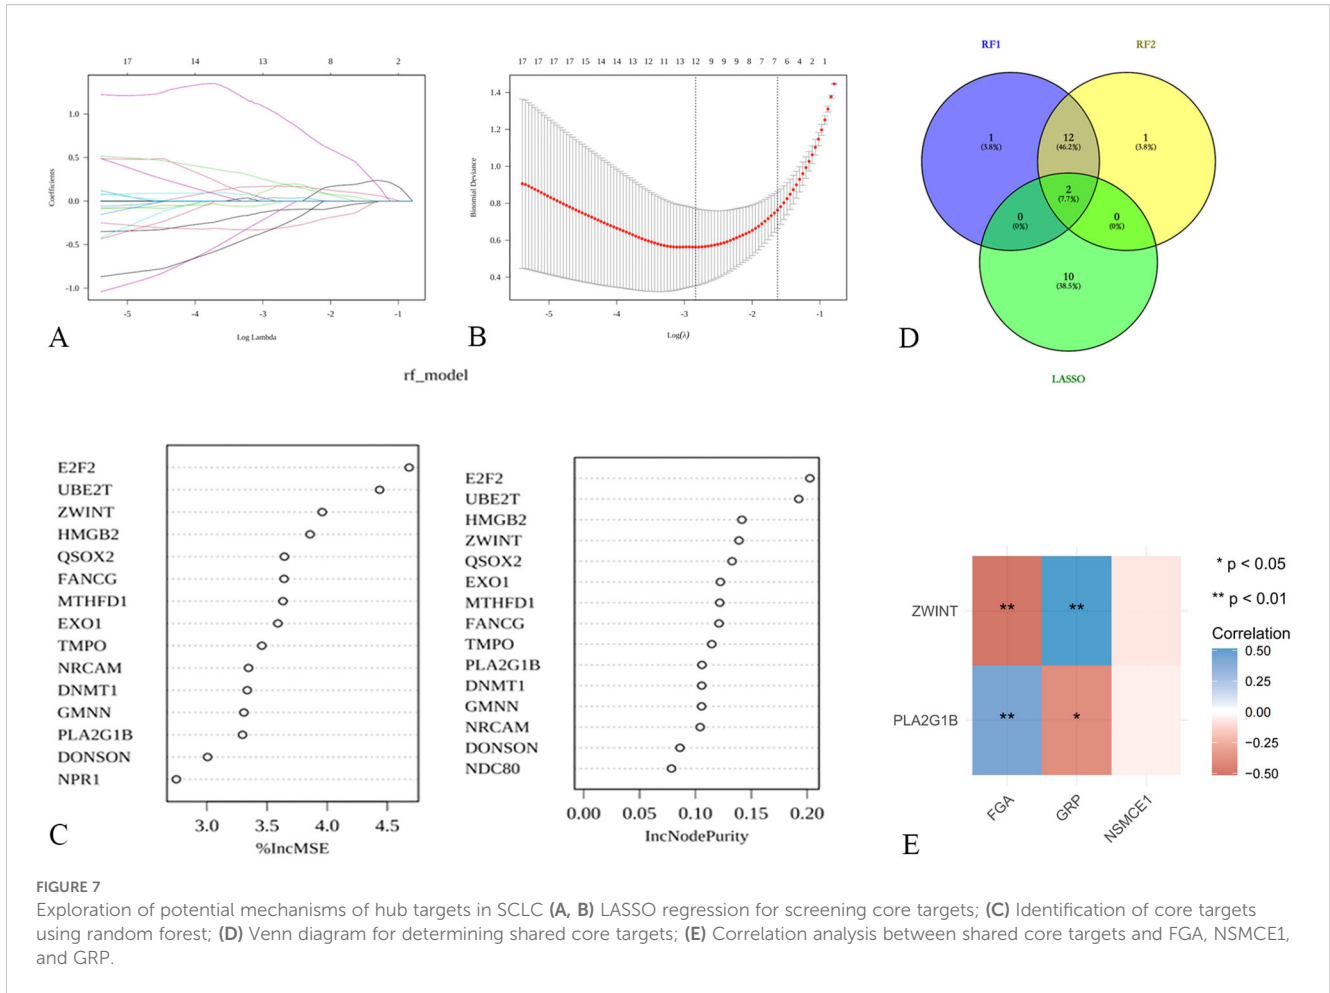 17 14 13 8 2
Coefficients
1.0
0.5
0.0
-0.5
-1.0
-5 -4 -3 -2 -1
Log Lambda
A
17 17 17 17 15 14 14 13 12 11 13 12 9 9 9 8 7 7 6 4 2 1
Binomial Deviance
1.4
1.2
1.0
0.8
0.6
0.4
-5 -4 -3 -2 -1
Log(λ)
B
RF1
RF2
1
(3.8%)
12
(46.2%)
1
(3.8%)
2
(7.7%)
0
(0%)
0
(0%)
10
(38.5%)
LASSO
D
rf_model
E2F2
UBE2T
ZWINT
HMGB2
QSOX2
FANCG
MTHFD1
EXO1
TMPO
NRCAM
DNMT1
GMNN
PLA2G1B
DONSON
NPR1
3.0 3.5 4.0 4.5
%IncMSE
C
E2F2
UBE2T
HMGB2
ZWINT
QSOX2
EXO1
MTHFD1
FANCG
TMPO
PLA2G1B
DNMT1
GMNN
NRCAM
DONSON
NDC80
0.00 0.05 0.10 0.15 0.20
IncNodePurity
ZWINT
PLA2G1B
** **
** *
FGA
GRP
NSMCE1
* p < 0.05
** p < 0.01
Correlation
0.50
0.25
0.00
−0.25
−0.50
E
FIGURE 7
Exploration of potential mechanisms of hub targets in SCLC (A, B) LASSO regression for screening core targets; (C) Identification of core targets
using random forest; (D) Venn diagram for determining shared core targets; (E) Correlation analysis between shared core targets and FGA, NSMCE1,
and GRP.